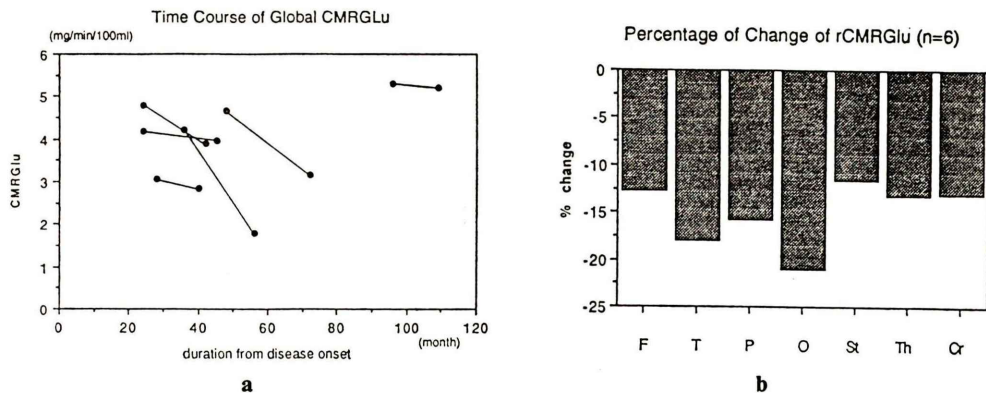 Time Course of Global CMRGLu
(mg/min/100ml)
6
5
4
3
2
1
0
CMRGlu
0 20 40 60 80 100 120
(month)
duration from disease onset
a
Percentage of Change of rCMRGlu (n=6)
0
-5
-10
-15
-20
-25
% change
F T P O St Th Cr
b